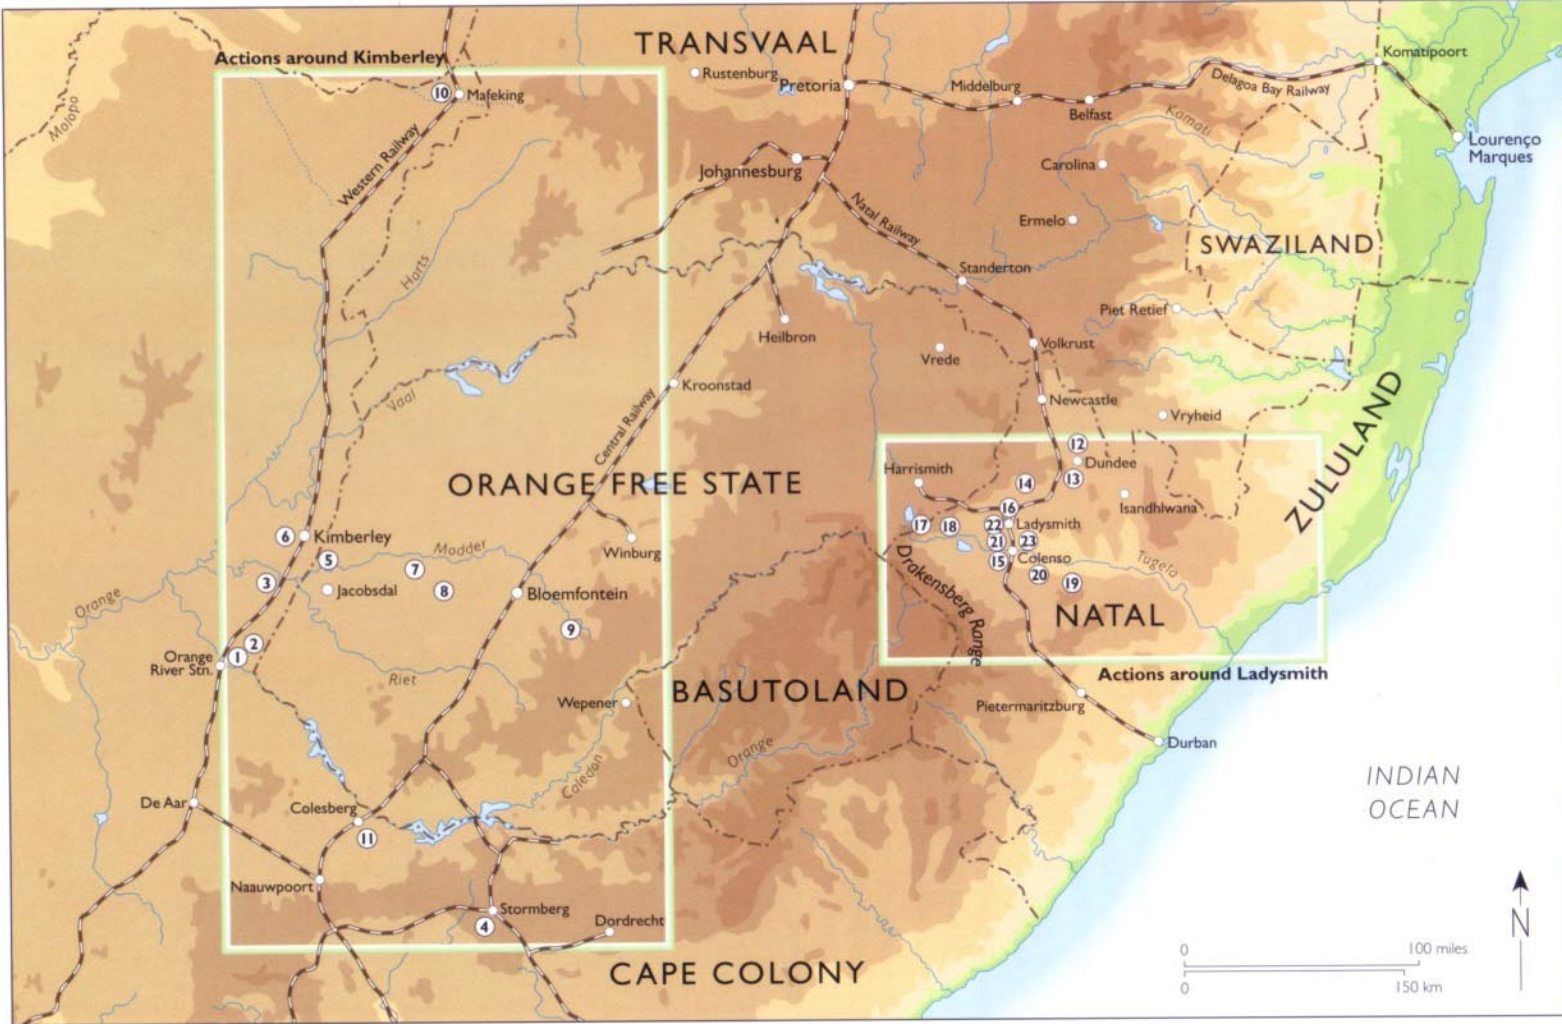 TRANSVAAL
Actions around Kimberley
Rustenburg
Pretoria
Middelburg
Belfast
Delagoa Bay Railway
Komatipoort
Lourenço
Marques
Molopo
10
Mafeking
Western Railway
Johannesburg
Natal Railway
Carolina
Kamati
Ermelo
SWAZILAND
Harts
Standerton
Piet Retief
Heilbron
Vrede
Volkrust
Vaal
Kroonstad
Newcastle
Vryheid
Central Railway
ZULULAND
ORANGE FREE STATE
Harrismith
12
Dundee
13
14
Isandhlwana
16
17
18
22
Ladysmith
21
23
15
Colenso
20
19
Tugela
6
Kimberley
Winburg
5
Modder
7
3
Jacobsdal
8
Bloemfontein
Orange
9
Drakensberg Range
NATAL
2
1
Orange
River Stn.
Riet
Wepener
BASUTOLAND
Actions around Ladysmith
Pietermaritzburg
Durban
Orange
Caledon
INDIAN
OCEAN
De Aar
Colesberg
11
Naauwpoort
Stormberg
4
Dordrecht
CAPE COLONY
N
0
100 miles
0
150 km